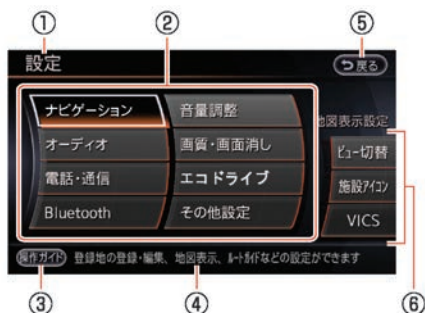 ① ② ⑤
設定
戻る
ナビゲーション 音量調整
地図表示設定
オーディオ 画質・画面消し
ビュー切替
電話・通信 エコドライブ
施設アイコン
Bluetooth その他設定
VICS
操作ガイド 登録地の登録・編集、地図表示、ルートガイドなどの設定ができます
③ ④ ⑥